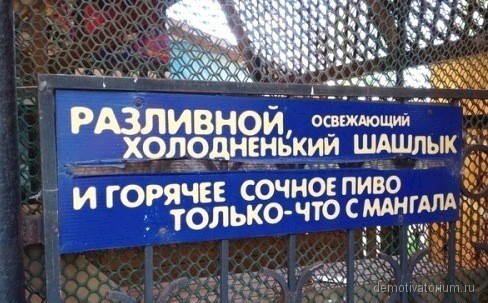 РАЗЛИВНОЙ, ОСВЕЖАЮЩИЙ
ХОЛОДНЕНЬКИЙ ШАШЛЫК
И ГОРЯЧЕЕ СОЧНОЕ ПИВО
ТОЛЬКО-ЧТО С МАНГАЛА
demotivatorium.ru